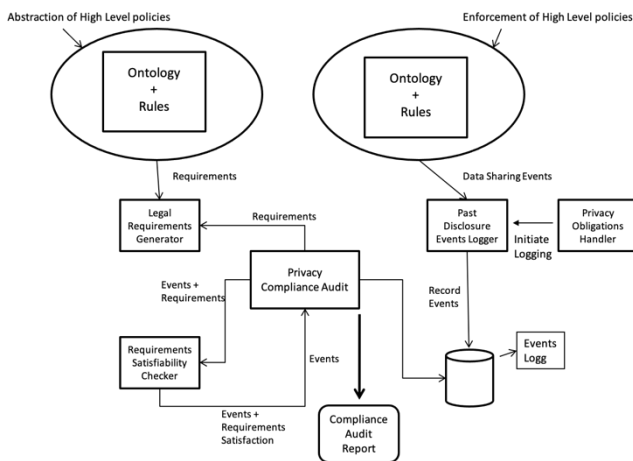 Abstraction of High Level policies
Enforcement of High Level policies
Ontology
+
Rules
Ontology
+
Rules
Requirements
Data Sharing Events
Legal
Requirements
Generator
Requirements
Past
Disclosure
Events Logger
Initiate
Logging
Privacy
Obligations
Handler
Privacy
Compliance Audit
Events +
Requirements
Record
Events
Requirements
Satisfiability
Checker
Events
Events
Logg
Events +
Requirements
Satisfaction
Compliance
Audit
Report